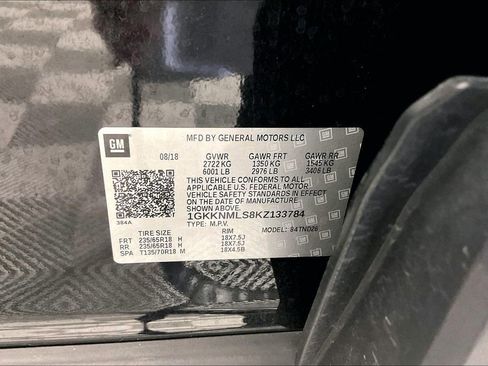 GM
MFD BY GENERAL MOTORS LLC
08/18 GVWR GAWR FRT GAWR RR
2722 KG 1350 KG 1545 KG
6001 LB 2976 LB 3406 LB
THIS VEHICLE CONFORMS TO ALL
APPLICABLE U.S. FEDERAL MOTOR
VEHICLE SAFETY STANDARDS IN EFFECT
ON THE DATE OF MANUFACTURE
SHOWN ABOVE.
1GKKNMLS8KZ133784
TYPE: M.P.V. MODEL: 84TND26
384A
TIRE SIZE RIM
FRT 235/65R18 H 18X7.5J
RR 235/65R18 H 18X7.5J
SPA T135/70R18 M 18X4.5B